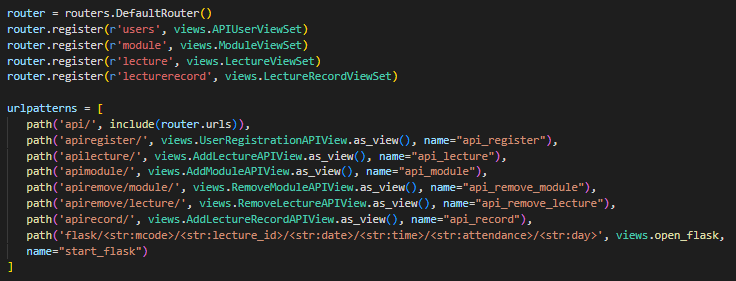 router = routers.DefaultRouter()
router.register(r'users', views.APIUserViewSet)
router.register(r'module', views.ModuleViewSet)
router.register(r'lecture', views.LectureViewSet)
router.register(r'lecturerecord', views.LectureRecordViewSet)

urlpatterns = [
    path('api/', include(router.urls)),
    path('apiregister/', views.UserRegistrationAPIView.as_view(), name="api_register"),
    path('apilecture/', views.AddLectureAPIView.as_view(), name="api_lecture"),
    path('apimodule/', views.AddModuleAPIView.as_view(), name="api_module"),
    path('apiremove/module/', views.RemoveModuleAPIView.as_view(), name="api_remove_module"),
    path('apiremove/lecture/', views.RemoveLectureAPIView.as_view(), name="api_remove_lecture"),
    path('apirecord/', views.AddLectureRecordAPIView.as_view(), name="api_record"),
    path('flask/<str:mcode>/<str:lecture_id>/<str:date>/<str:time>/<str:attendance>/<str:day>', views.open_flask,
    name="start_flask")
]